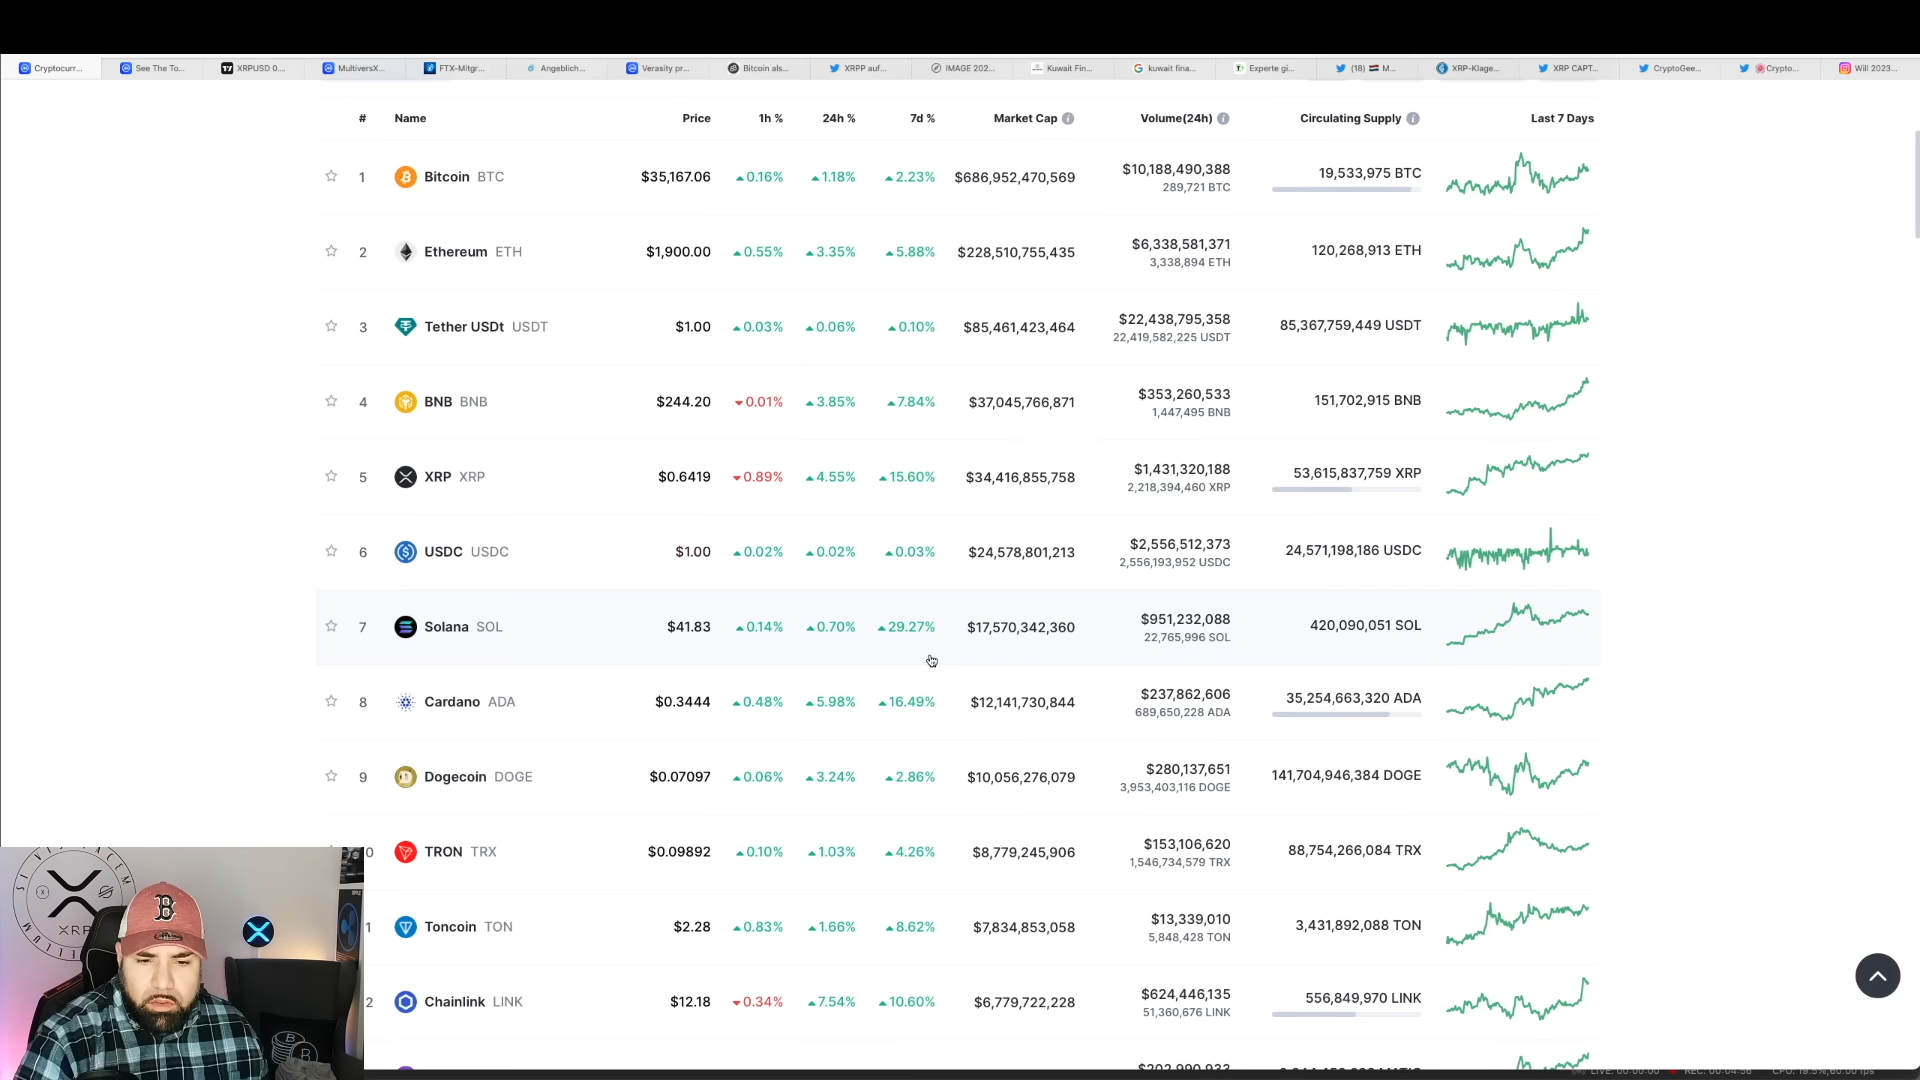 Cryptocurr... See The To... XRPUSD 0.... MultiversX... FTX-Mitgr... Angeblich... Verasity pr... Bitcoin als... XRPP auf... IMAGE 202... Kuwait Fin... kuwait fina... Experte gi... (18) M... XRP-Klage... XRP CAPT... CryptoGee... Crypto... Will 2023...
# Name Price 1h % 24h % 7d % Market Cap Volume(24h) Circulating Supply Last 7 Days
1 Bitcoin BTC $35,167.06 0.16% 1.18% 2.23% $686,952,470,569 $10,188,490,388 19,533,975 BTC
289,721 BTC
2 Ethereum ETH $1,900.00 0.55% 3.35% 5.88% $228,510,755,435 $6,338,581,371 120,268,913 ETH
3,338,894 ETH
3 Tether USDt USDT $1.00 0.03% 0.06% 0.10% $85,461,423,464 $22,438,795,358 85,367,759,449 USDT
22,419,582,225 USDT
4 BNB BNB $244.20 0.01% 3.85% 7.84% $37,045,766,871 $353,260,533 151,702,915 BNB
1,447,495 BNB
5 XRP XRP $0.6419 0.89% 4.55% 15.60% $34,416,855,758 $1,431,320,188 53,615,837,759 XRP
2,218,394,460 XRP
6 USDC USDC $1.00 0.02% 0.02% 0.03% $24,578,801,213 $2,556,512,373 24,571,198,186 USDC
2,556,193,952 USDC
7 Solana SOL $41.83 0.14% 0.70% 29.27% $17,570,342,360 $951,232,088 420,090,051 SOL
22,765,996 SOL
8 Cardano ADA $0.3444 0.48% 5.98% 16.49% $12,141,730,844 $237,862,606 35,254,663,320 ADA
689,650,228 ADA
9 Dogecoin DOGE $0.07097 0.06% 3.24% 2.86% $10,056,276,079 $280,137,651 141,704,946,384 DOGE
3,953,403,116 DOGE
0 TRON TRX $0.09892 0.10% 1.03% 4.26% $8,779,245,906 $153,106,620 88,754,266,084 TRX
1,546,734,579 TRX
1 Toncoin TON $2.28 0.83% 1.66% 8.62% $7,834,853,058 $13,339,010 3,431,892,088 TON
5,848,428 TON
2 Chainlink LINK $12.18 0.34% 7.54% 10.60% $6,779,722,228 $624,446,135 556,849,970 LINK
51,360,676 LINK
XRP
B